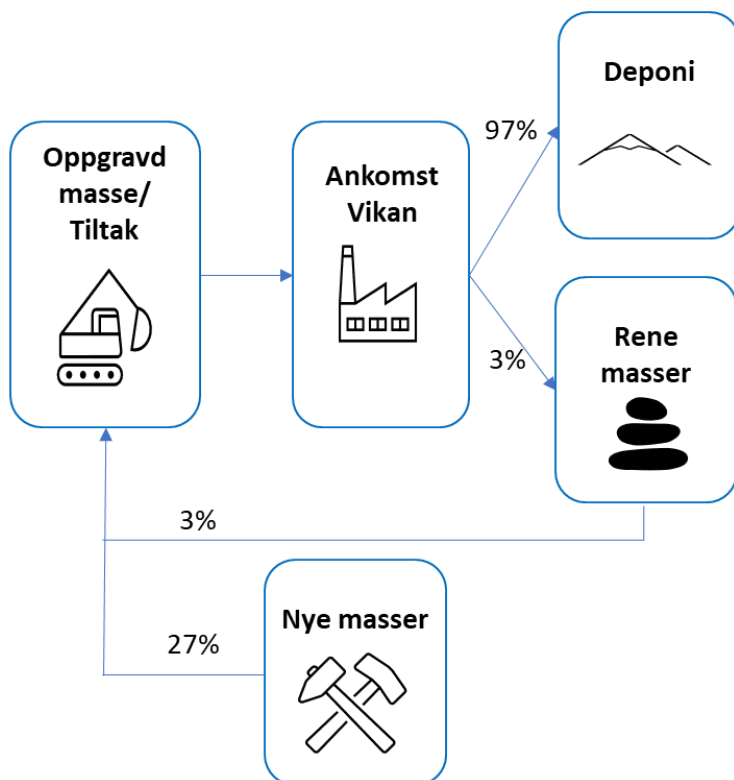 Oppgravd
masse/
Tiltak
Ankomst
Vikan
97%
Deponi
3%
Rene
masser
3%
27%
Nye masser